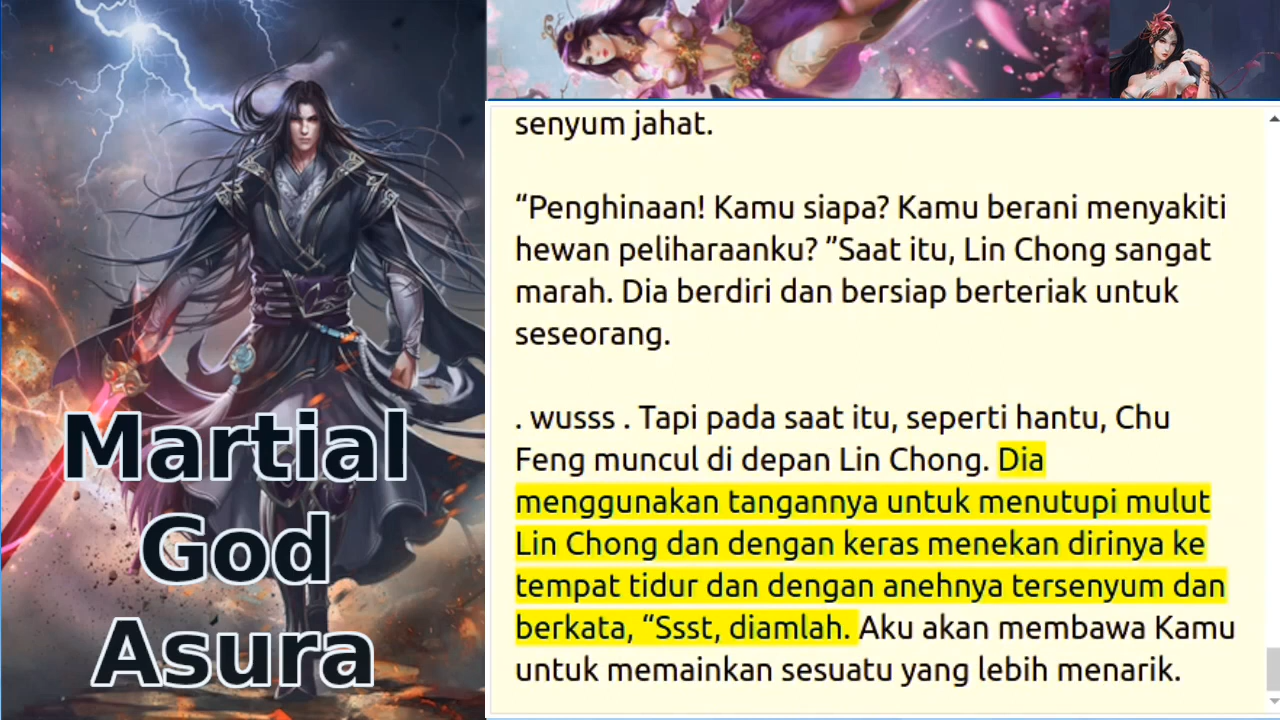 Martial
God
Asura
senyum jahat.
“Penghinaan! Kamu siapa? Kamu berani menyakiti
hewan peliharaanku? ”Saat itu, Lin Chong sangat
marah. Dia berdiri dan bersiap berteriak untuk
seseorang.
. wusss . Tapi pada saat itu, seperti hantu, Chu
Feng muncul di depan Lin Chong. Dia
menggunakan tangannya untuk menutupi mulut
Lin Chong dan dengan keras menekan dirinya ke
tempat tidur dan dengan anehnya tersenyum dan
berkata, “Ssst, diamlah. Aku akan membawa Kamu
untuk memainkan sesuatu yang lebih menarik.